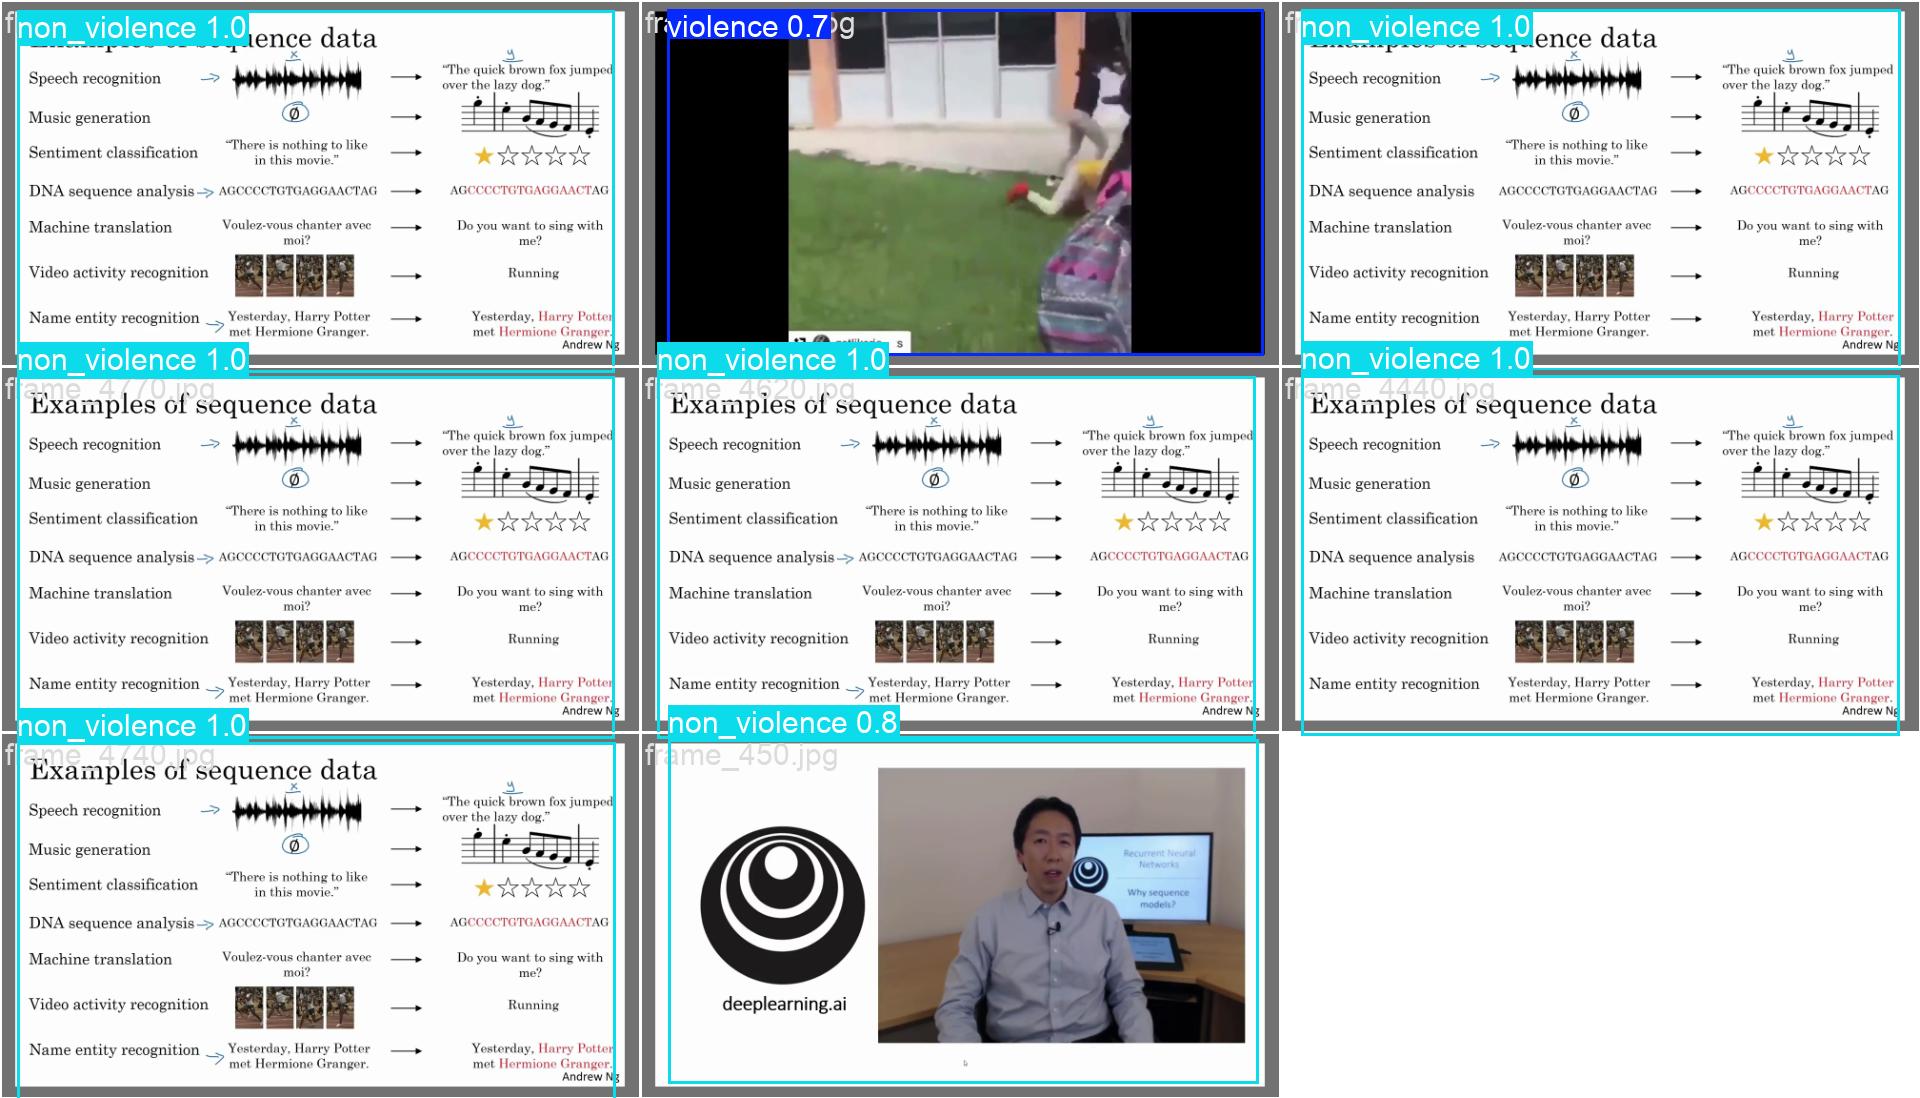 non_violence 1.0
Examples of sequence data
x
y
Speech recognition
"The quick brown fox jumped
over the lazy dog."
Music generation
Ø
Sentiment classification
"There is nothing to like
in this movie."
DNA sequence analysis
AGCCCCTGTGAGGAACTAG
AGCCCCTGTGAGGAACTAG
Machine translation
Voulez-vous chanter avec
moi?
Do you want to sing with
me?
Video activity recognition
Running
Name entity recognition
Yesterday, Harry Potter
met Hermione Granger.
Yesterday, Harry Potter
met Hermione Granger.
Andrew Ng
violence 0.7
non_violence 1.0
Examples of sequence data
x
y
Speech recognition
"The quick brown fox jumped
over the lazy dog."
Music generation
Ø
Sentiment classification
"There is nothing to like
in this movie."
DNA sequence analysis
AGCCCCTGTGAGGAACTAG
AGCCCCTGTGAGGAACTAG
Machine translation
Voulez-vous chanter avec
moi?
Do you want to sing with
me?
Video activity recognition
Running
Name entity recognition
Yesterday, Harry Potter
met Hermione Granger.
Yesterday, Harry Potter
met Hermione Granger.
Andrew Ng
non_violence 1.0
frame_4770.jpg
Examples of sequence data
x
y
Speech recognition
"The quick brown fox jumped
over the lazy dog."
Music generation
Ø
Sentiment classification
"There is nothing to like
in this movie."
DNA sequence analysis
AGCCCCTGTGAGGAACTAG
AGCCCCTGTGAGGAACTAG
Machine translation
Voulez-vous chanter avec
moi?
Do you want to sing with
me?
Video activity recognition
Running
Name entity recognition
Yesterday, Harry Potter
met Hermione Granger.
Yesterday, Harry Potter
met Hermione Granger.
Andrew Ng
non_violence 1.0
frame_4620.jpg
Examples of sequence data
x
y
Speech recognition
"The quick brown fox jumped
over the lazy dog."
Music generation
Ø
Sentiment classification
"There is nothing to like
in this movie."
DNA sequence analysis
AGCCCCTGTGAGGAACTAG
AGCCCCTGTGAGGAACTAG
Machine translation
Voulez-vous chanter avec
moi?
Do you want to sing with
me?
Video activity recognition
Running
Name entity recognition
Yesterday, Harry Potter
met Hermione Granger.
Yesterday, Harry Potter
met Hermione Granger.
Andrew Ng
non_violence 1.0
frame_4440.jpg
Examples of sequence data
x
y
Speech recognition
"The quick brown fox jumped
over the lazy dog."
Music generation
Ø
Sentiment classification
"There is nothing to like
in this movie."
DNA sequence analysis
AGCCCCTGTGAGGAACTAG
AGCCCCTGTGAGGAACTAG
Machine translation
Voulez-vous chanter avec
moi?
Do you want to sing with
me?
Video activity recognition
Running
Name entity recognition
Yesterday, Harry Potter
met Hermione Granger.
Yesterday, Harry Potter
met Hermione Granger.
Andrew Ng
non_violence 1.0
frame_4740.jpg
Examples of sequence data
x
y
Speech recognition
"The quick brown fox jumped
over the lazy dog."
Music generation
Ø
Sentiment classification
"There is nothing to like
in this movie."
DNA sequence analysis
AGCCCCTGTGAGGAACTAG
AGCCCCTGTGAGGAACTAG
Machine translation
Voulez-vous chanter avec
moi?
Do you want to sing with
me?
Video activity recognition
Running
Name entity recognition
Yesterday, Harry Potter
met Hermione Granger.
Yesterday, Harry Potter
met Hermione Granger.
Andrew Ng
non_violence 0.8
frame_450.jpg
Recurrent Neural
Networks
Why sequence
models?
deeplearning.ai